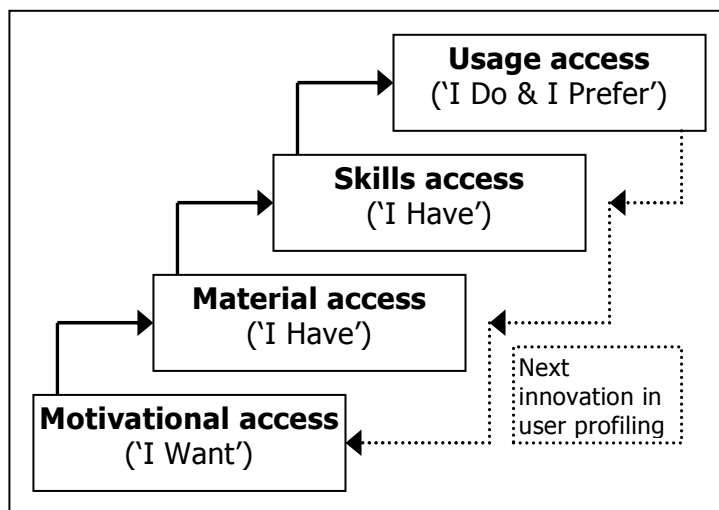 Usage access
(‘I Do & I Prefer’)
Skills access
(‘I Have’)
Material access
(‘I Have’)
Next
innovation in
user profiling
Motivational access
(‘I Want’)